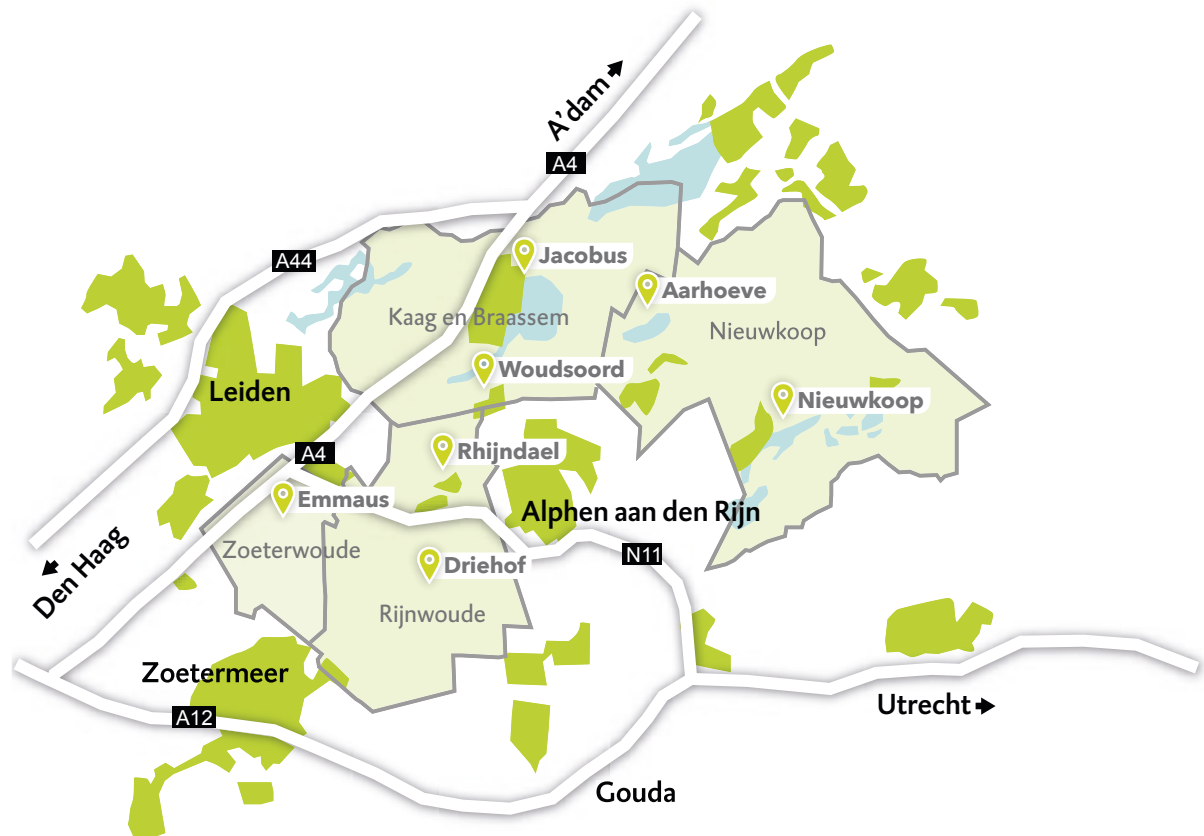 A'dam
A4
A44
Jacobus
Aarhoeve
Kaag en Braassem
Nieuwkoop
Woudsoord
Leiden
Nieuwkoop
A4
Rhijndael
Emmaus
Alphen aan den Rijn
Zoeterwoude
N11
Den Haag
Driehof
Rijnwoude
Zoetermeer
A12
Utrecht
Gouda